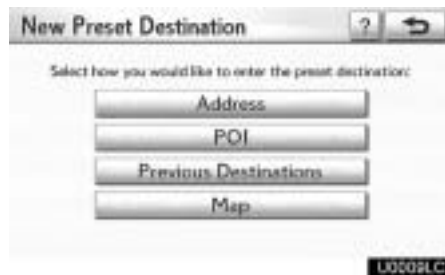 New Preset Destination ?
Select how you would like to enter the preset destination:
Address
POI
Previous Destinations
Map
U0009LC